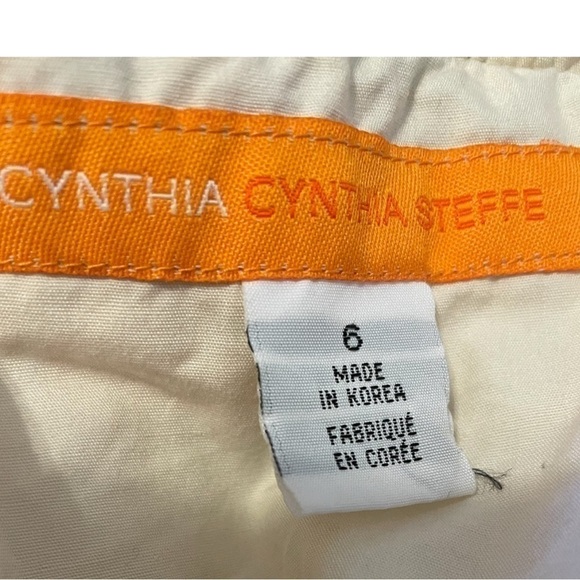 CYNTHIA CYNTHIA STEFFE
6
MADE
IN KOREA
FABRIQUÉ
EN CORÉE